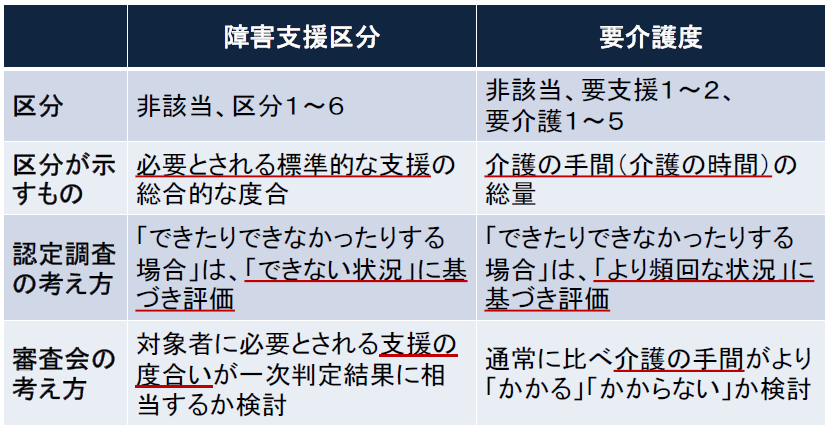 障害支援区分
要介護度
区分
非該当、区分１～６
非該当、要支援１～２、
要介護１～５
区分が示
すもの
必要とされる標準的な支援の
総合的な度合
介護の手間（介護の時間）の
総量
認定調査
の考え方
「できたりできなかったりする
場合」は、「できない状況」に基
づき評価
「できたりできなかったりする
場合」は、「より頻回な状況」に
基づき評価
審査会の
考え方
対象者に必要とされる支援の
度合いが一次判定結果に相
当するか検討
通常に比べ介護の手間がより
「かかる」「かからない」か検討